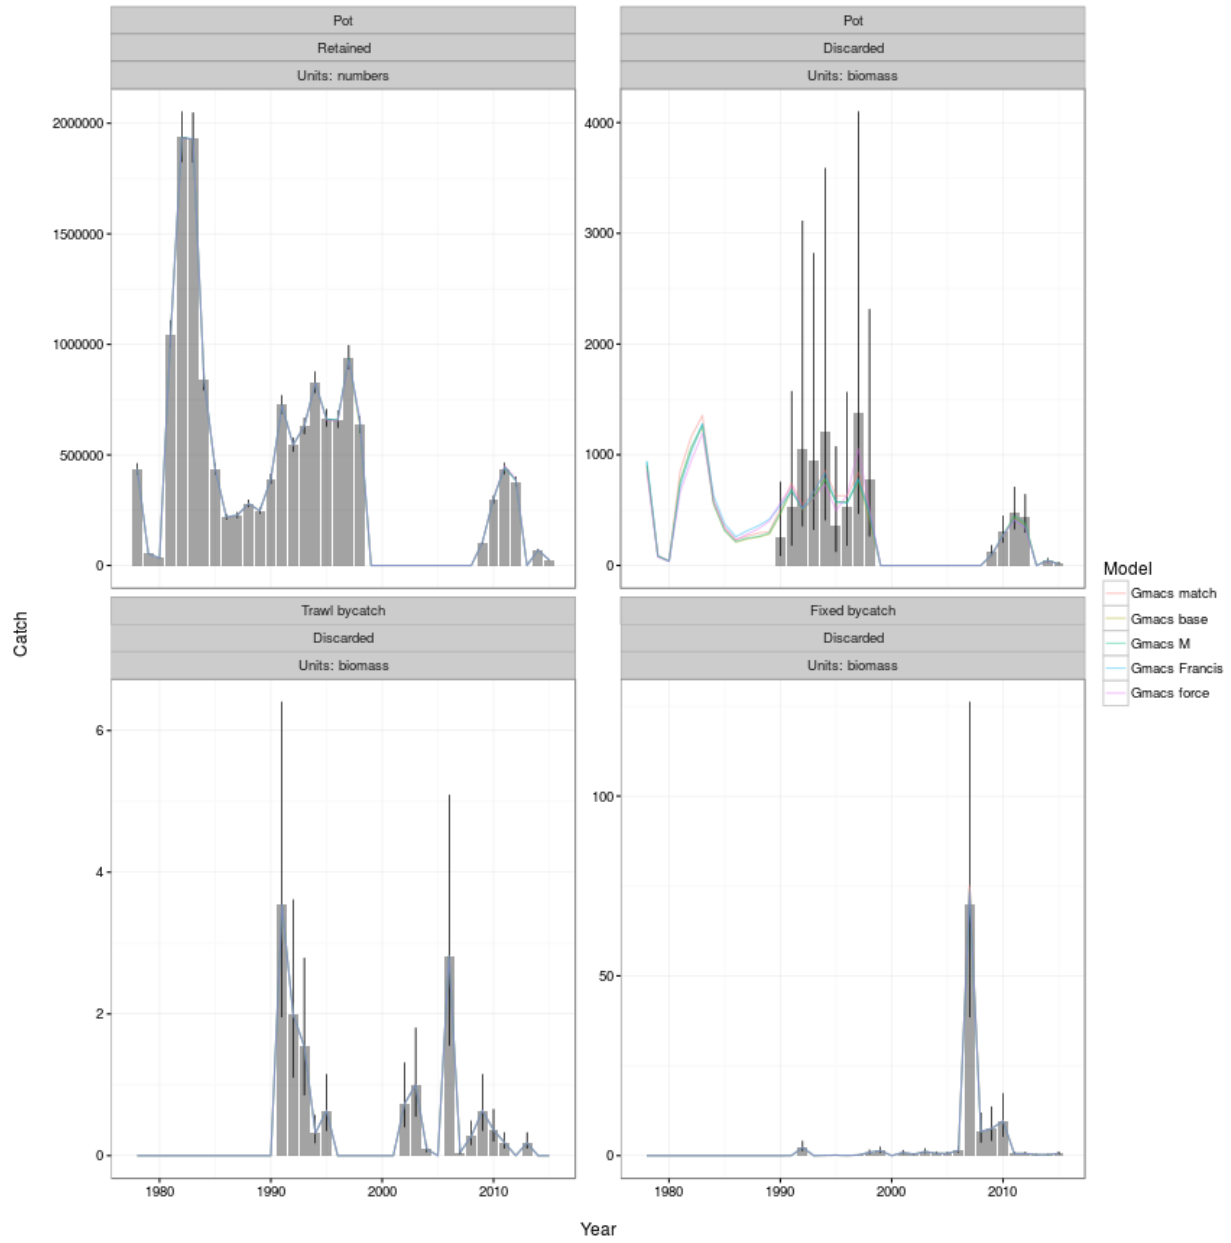 Pot
Retained
Units: numbers
2000000
1500000
1000000
500000
0
Pot
Discarded
Units: biomass
4000
3000
2000
1000
0
Trawl bycatch
Discarded
Units: biomass
6
4
2
0
1980 1990 2000 2010
Fixed bycatch
Discarded
Units: biomass
100
50
0
1980 1990 2000 2010
Catch
Year
Model
Gmacs match
Gmacs base
Gmacs M
Gmacs Francis
Gmacs force